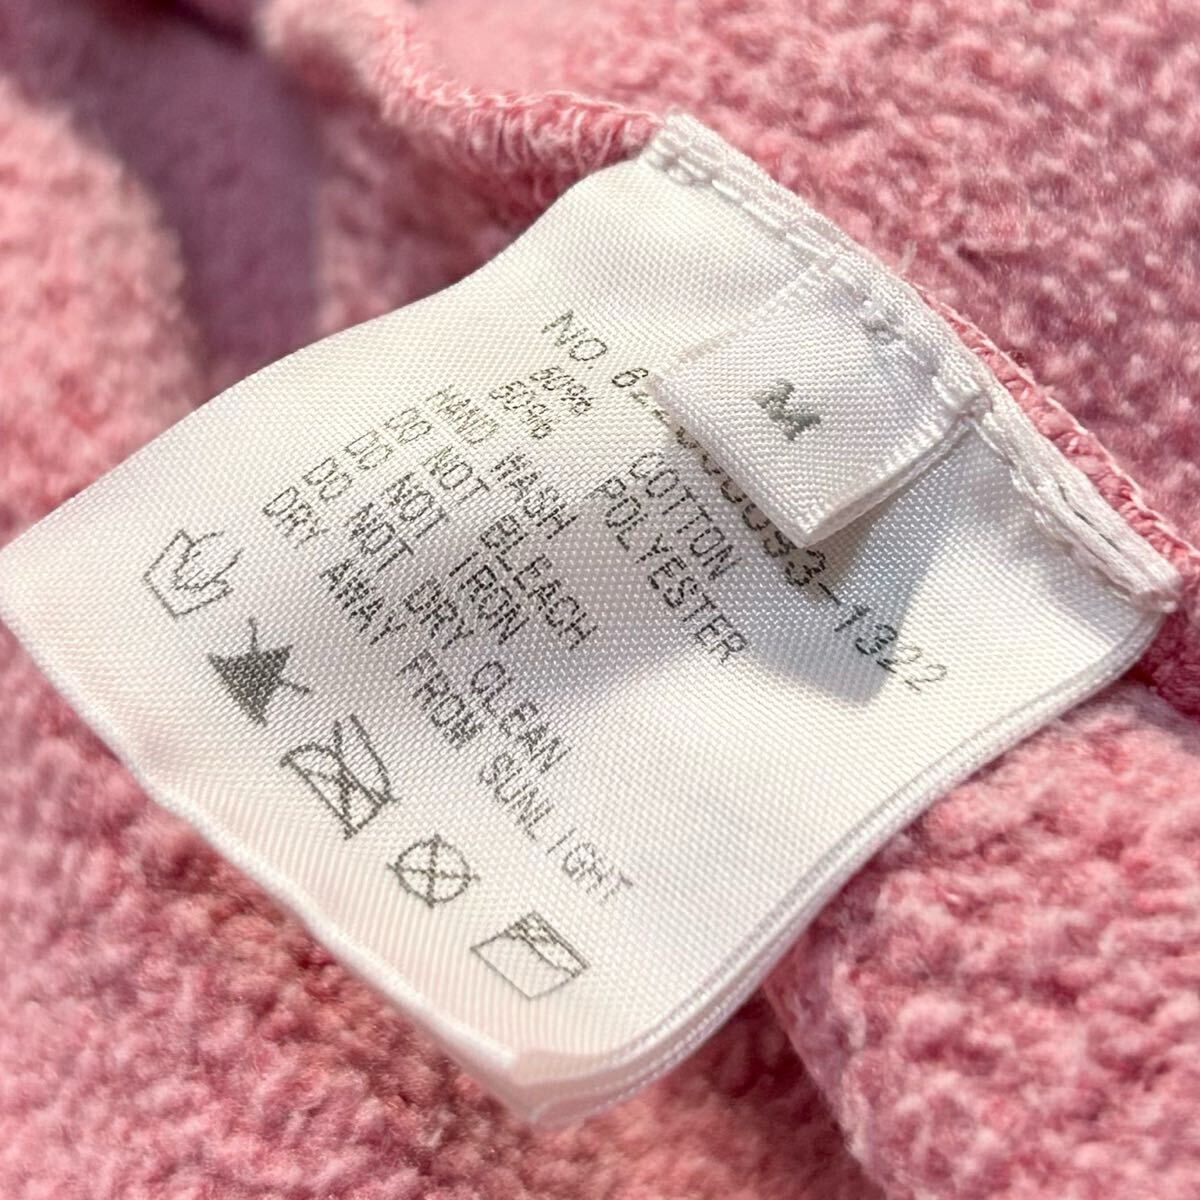 M
NO.
-1322
50% COTTON
50% POLYESTER
HAND WASH
DO NOT BLEACH
DO NOT IRON
DO NOT DRY CLEAN
DRY AWAY FROM SUNLIGHT